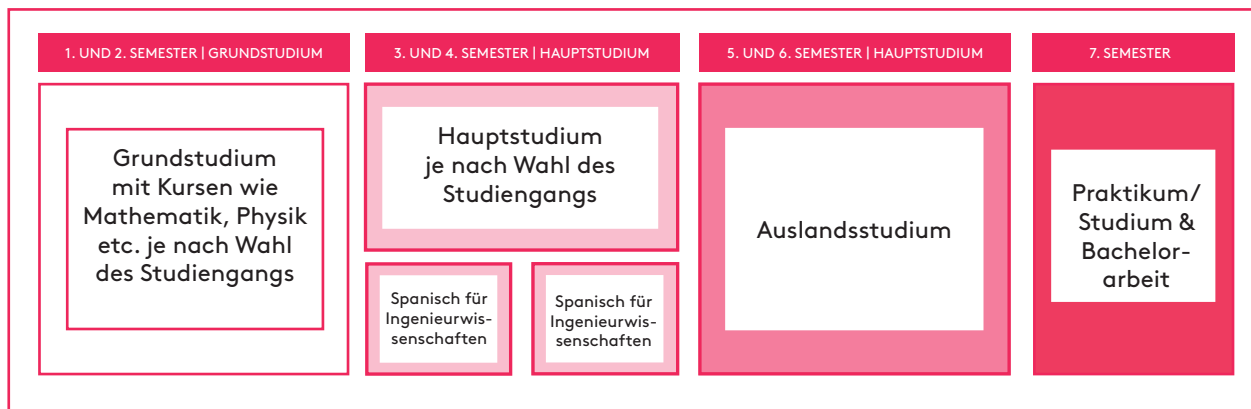 1. UND 2. SEMESTER | GRUNDSTUDIUM
3. UND 4. SEMESTER | HAUPTSTUDIUM
5. UND 6. SEMESTER | HAUPTSTUDIUM
7. SEMESTER
Grundstudium
mit Kursen wie
Mathematik, Physik
etc. je nach Wahl
des Studiengangs
Hauptstudium
je nach Wahl des
Studiengangs
Spanisch für
Ingenieurwis-
senschaften
Spanisch für
Ingenieurwis-
senschaften
Auslandsstudium
Praktikum/
Studium &
Bachelor-
arbeit